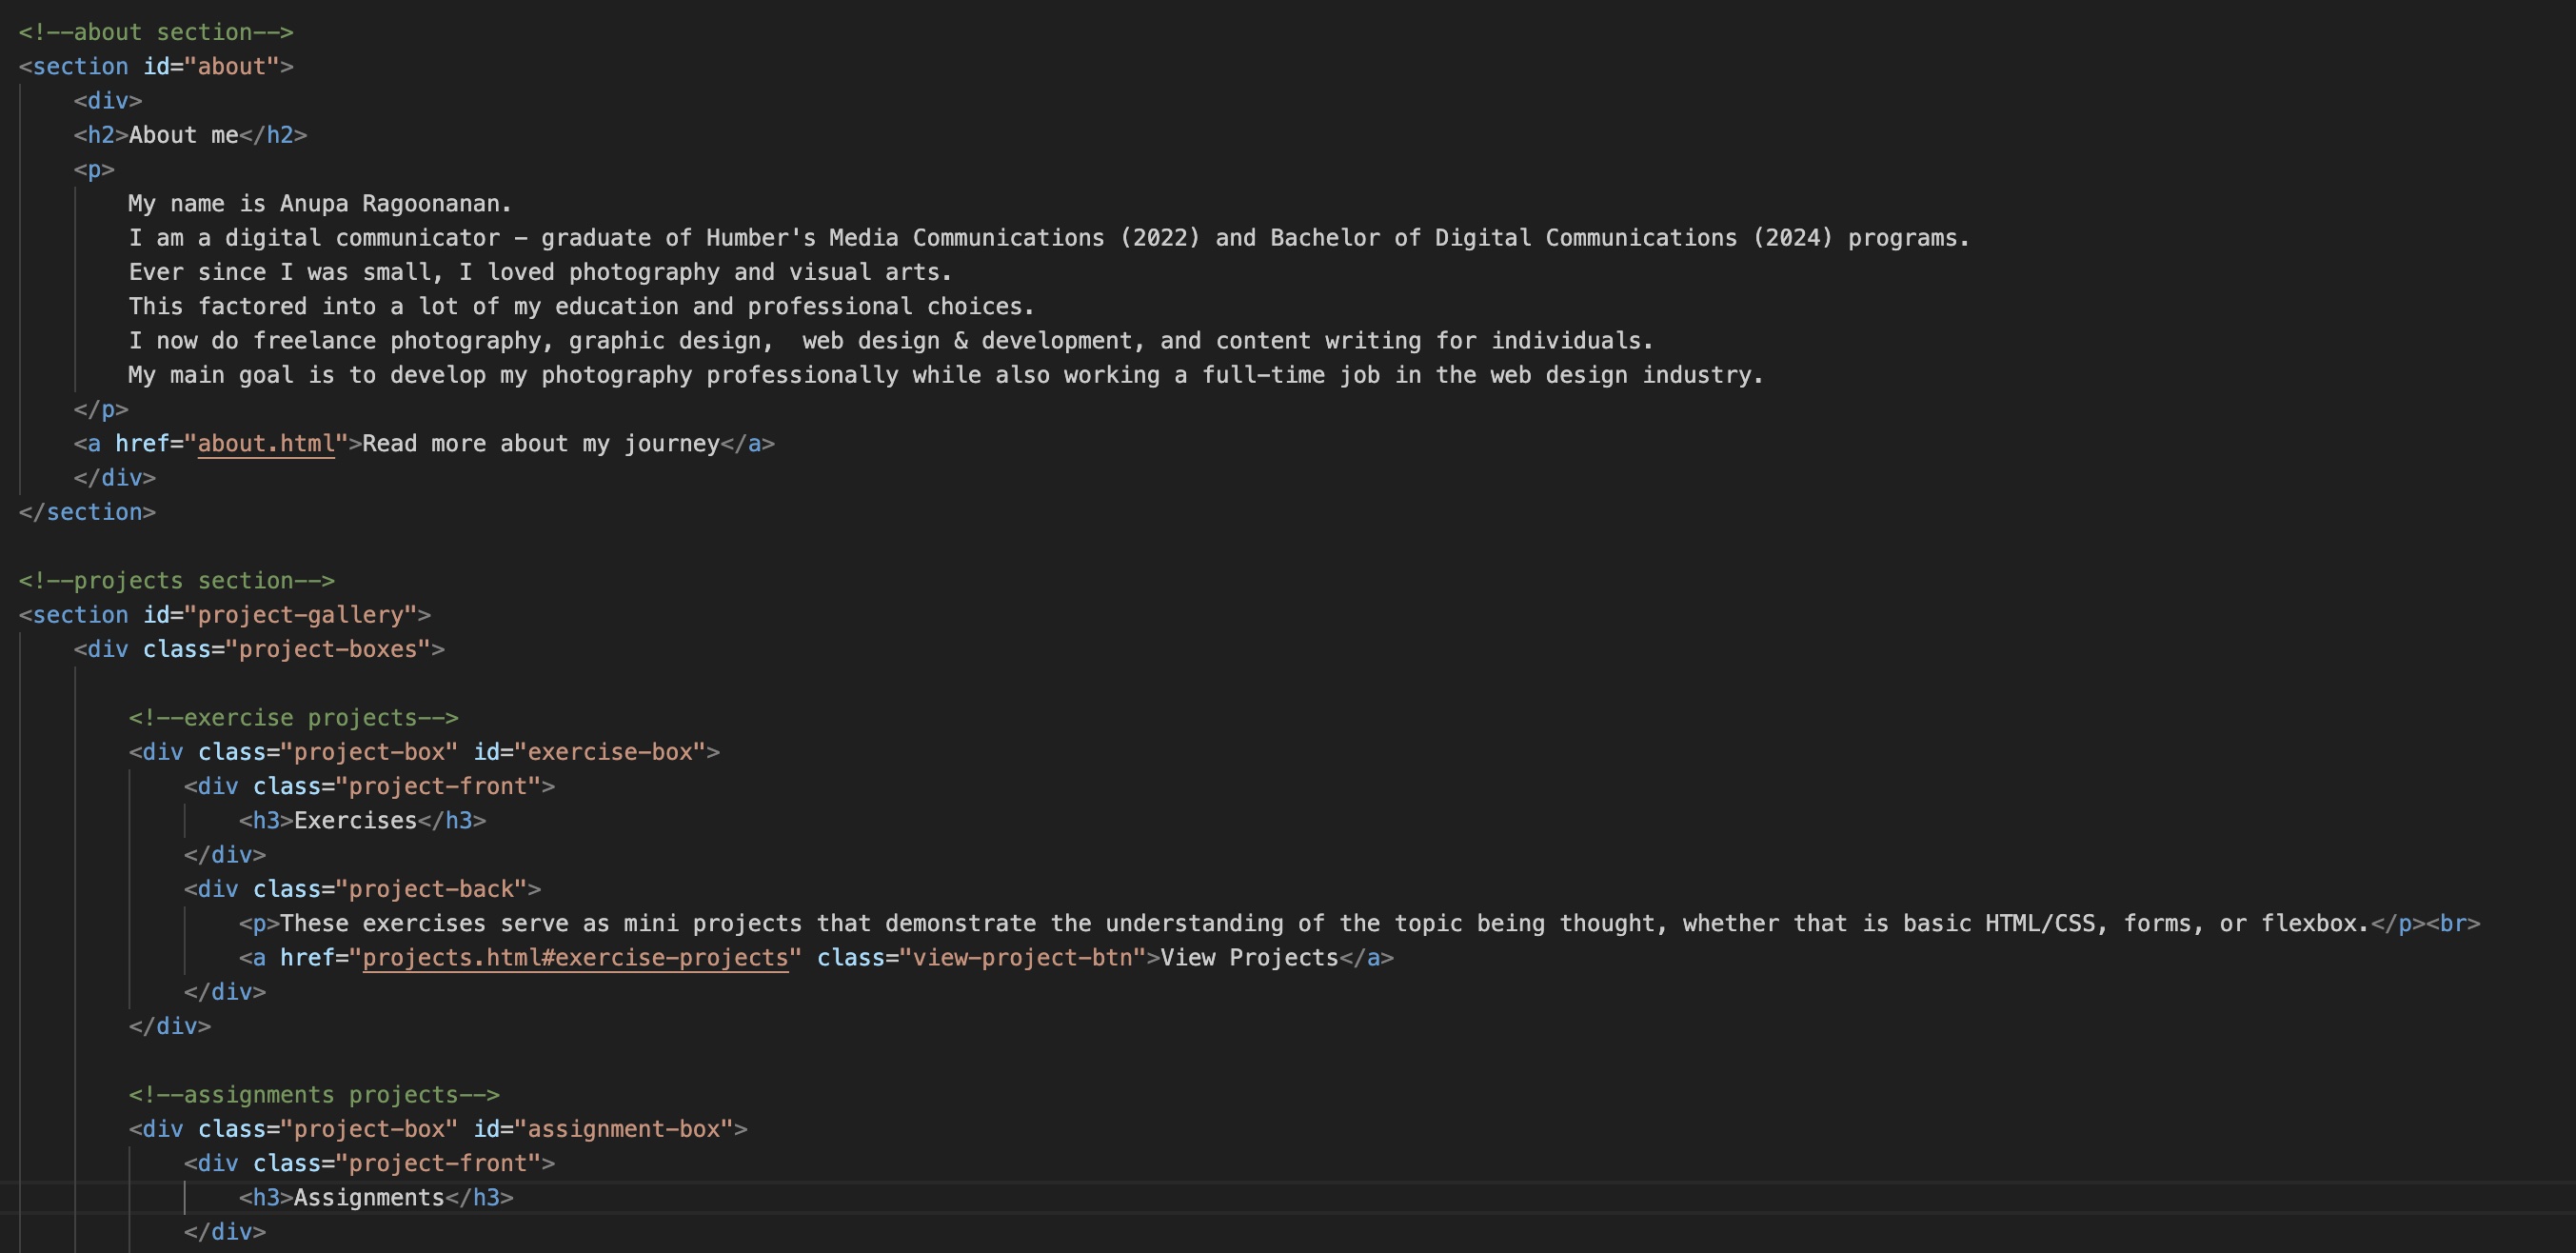 <!--about section-->
<section id="about">
    <div>
    <h2>About me</h2>
    <p>
        My name is Anupa Ragoonanan.
        I am a digital communicator - graduate of Humber's Media Communications (2022) and Bachelor of Digital Communications (2024) programs.
        Ever since I was small, I loved photography and visual arts.
        This factored into a lot of my education and professional choices.
        I now do freelance photography, graphic design,  web design & development, and content writing for individuals.
        My main goal is to develop my photography professionally while also working a full-time job in the web design industry.
    </p>
    <a href="about.html">Read more about my journey</a>
    </div>
</section>

<!--projects section-->
<section id="project-gallery">
    <div class="project-boxes">

        <!--exercise projects-->
        <div class="project-box" id="exercise-box">
            <div class="project-front">
                <h3>Exercises</h3>
            </div>
            <div class="project-back">
                <p>These exercises serve as mini projects that demonstrate the understanding of the topic being thought, whether that is basic HTML/CSS, forms, or flexbox.</p><br>
                <a href="projects.html#exercise-projects" class="view-project-btn">View Projects</a>
            </div>
        </div>

        <!--assignments projects-->
        <div class="project-box" id="assignment-box">
            <div class="project-front">
                <h3>Assignments</h3>
            </div>